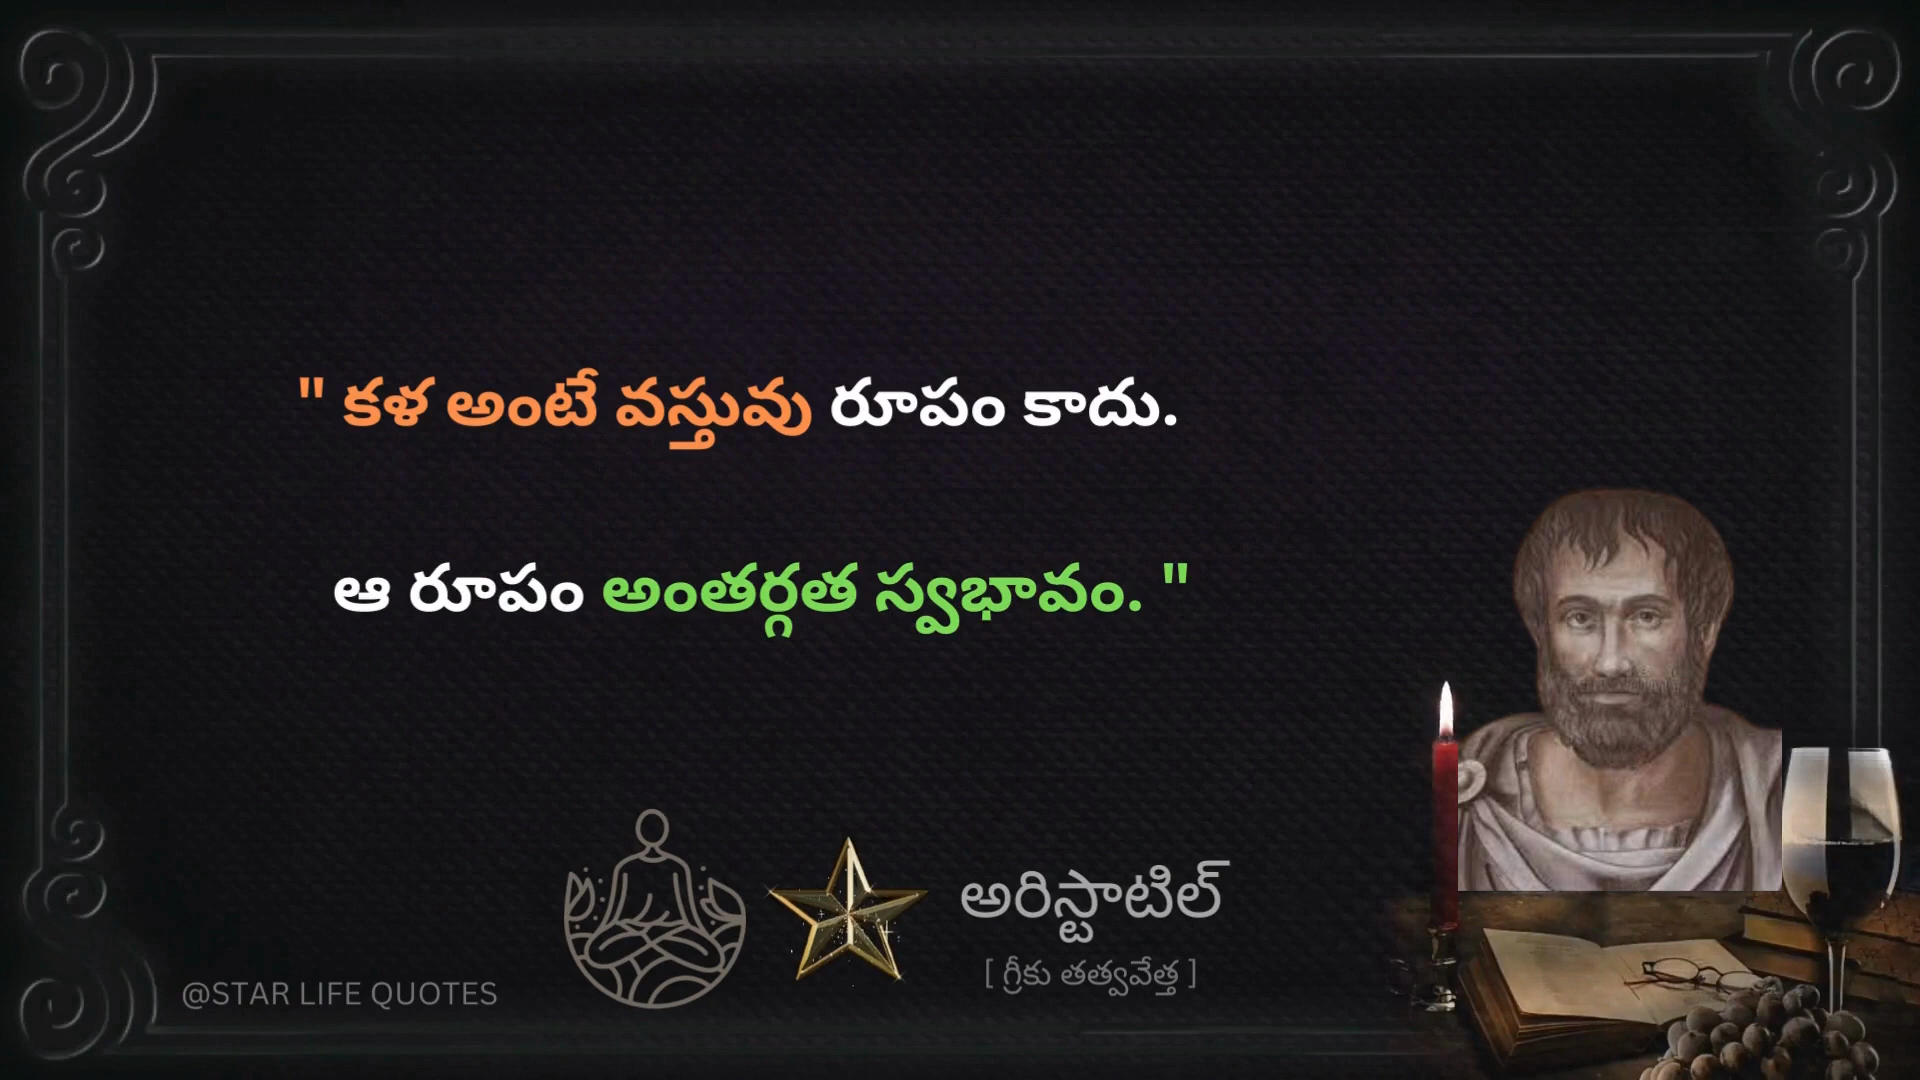 " కళ అంటే వస్తువు రూపం కాదు.
ఆ రూపం అంతర్గత స్వభావం. "
అరిస్టాటిల్
[ గ్రీకు తత్వవేత్త ]
@STAR LIFE QUOTES